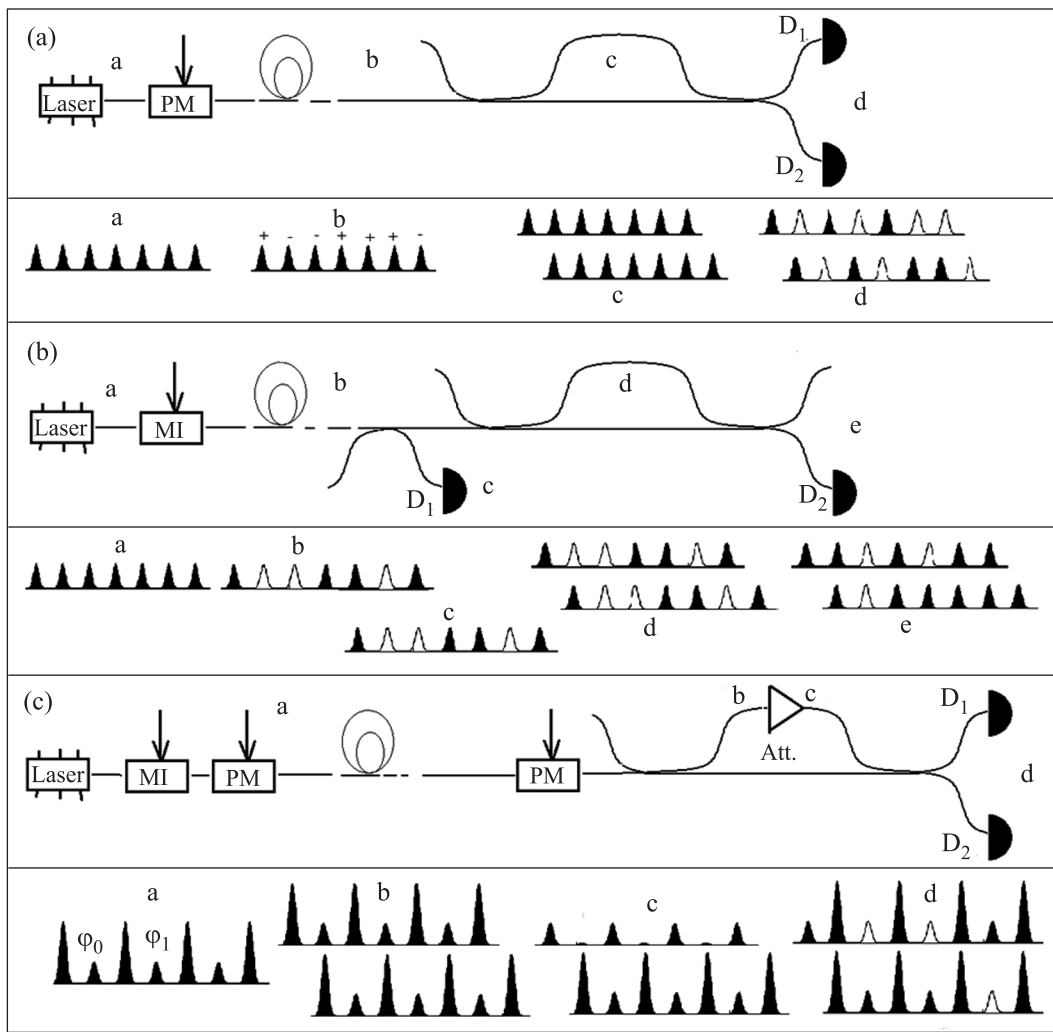 (a)
a
b
c
D1
Laser
PM
d
D2
a
b
+ - - + + + -
c
d
(b)
a
b
d
Laser
MI
e
D1
c
D2
a
b
c
d
e
(c)
a
b
c
D1
Laser
MI
PM
PM
Att.
d
D2
a
b
c
d
φ0
φ1